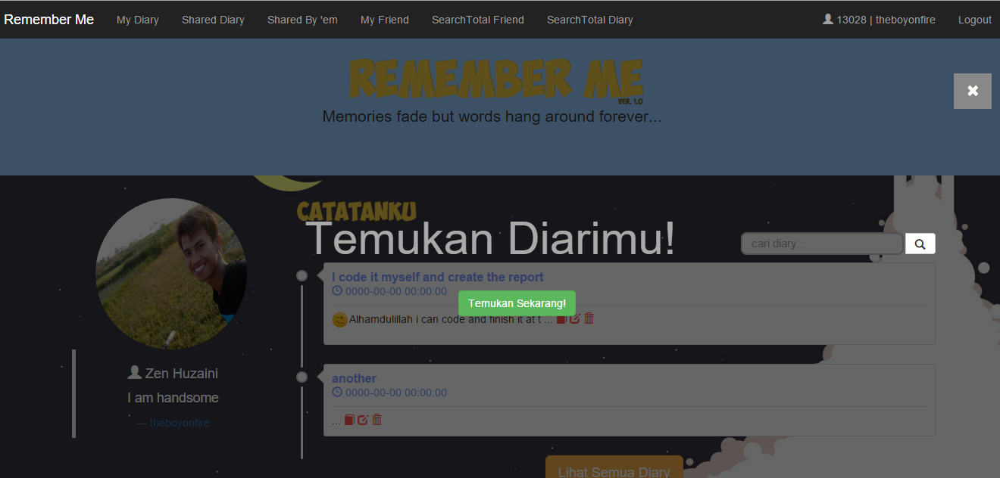 Remember Me My Diary Shared Diary Shared By 'em My Friend SearchTotal Friend SearchTotal Diary 13028 | theboyonfire Logout
REMEMBER ME
VER. 1.0
Memories fade but words hang around forever...
CATATANKU
Temukan Diarimu!
cari diary..
I code it myself and create the report
0000-00-00 00:00:00
Temukan Sekarang!
Alhamdulillah i can code and finish it at t ...
Zen Huzaini
I am handsome
— theboyonfire
another
0000-00-00 00:00:00
...
Lihat Semua Diary